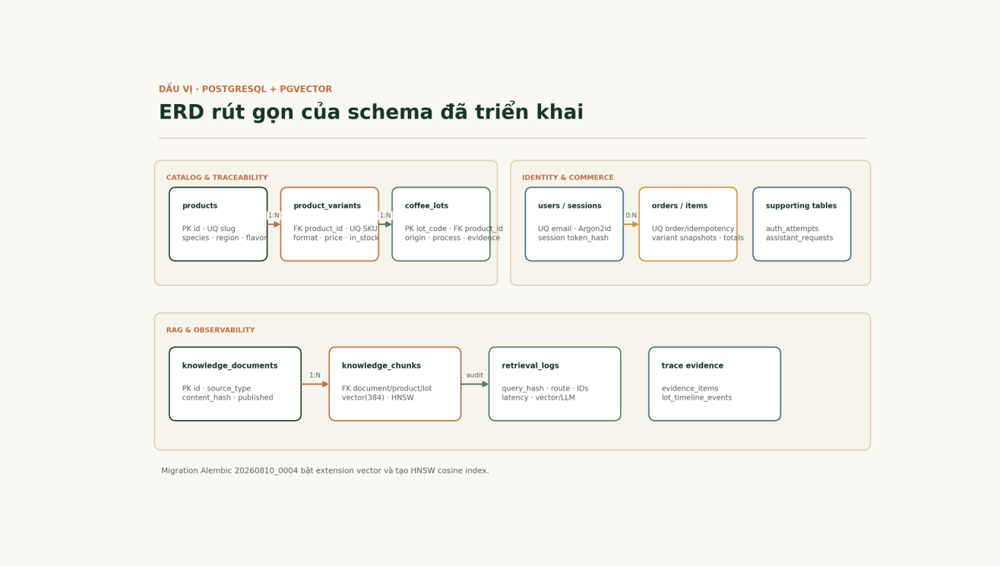 DẤU VỊ · POSTGRESQL + PGVECTOR
ERD rút gọn của schema đã triển khai
CATALOG & TRACEABILITY
products
PK id · UQ slug
species · region · flavor
1:N
product_variants
FK product_id · UQ SKU
format · price · in_stock
1:N
coffee_lots
PK lot_code · FK product_id
origin · process · evidence
IDENTITY & COMMERCE
users / sessions
UQ email · Argon2id
session token_hash
0:N
orders / items
UQ order/idempotency
variant snapshots · totals
supporting tables
auth_attempts
assistant_requests
RAG & OBSERVABILITY
knowledge_documents
PK id · source_type
content_hash · published
1:N
knowledge_chunks
FK document/product/lot
vector(384) · HNSW
audit
retrieval_logs
query_hash · route · IDs
latency · vector/LLM
trace evidence
evidence_items
lot_timeline_events
Migration Alembic 20260810_0004 bật extension vector và tạo HNSW cosine index.